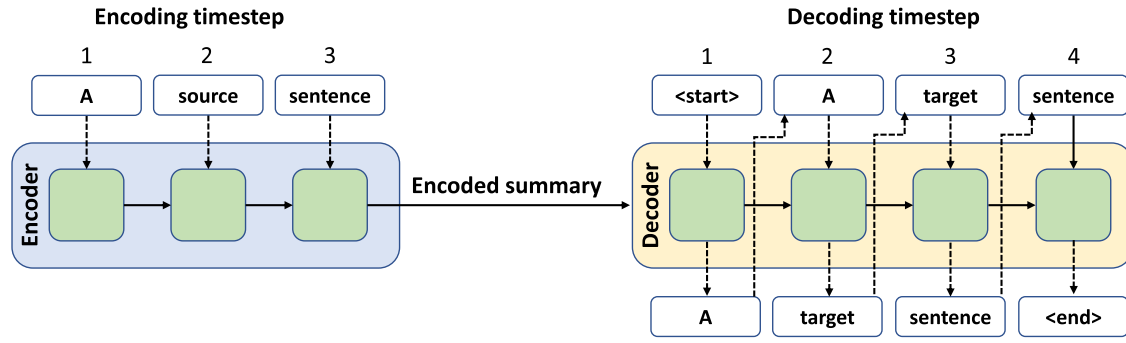 Encoding timestep
Decoding timestep
1 2 3
1 2 3 4
A source sentence
<start> A target sentence
Encoder
Encoded summary
Decoder
A target sentence <end>